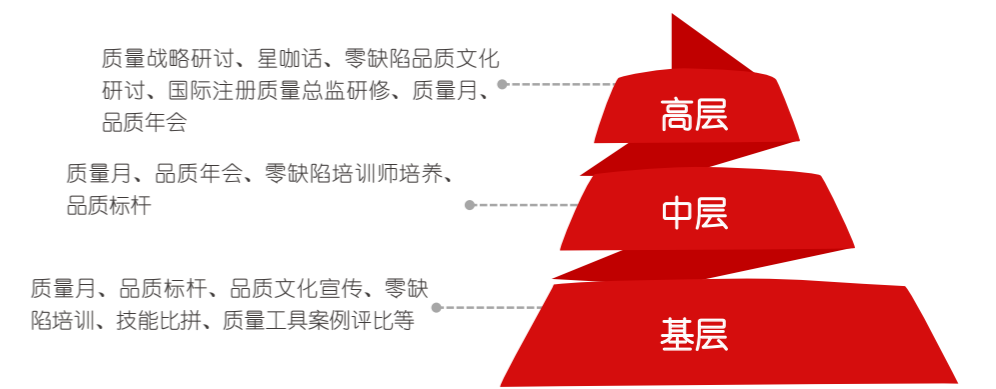 质量战略研讨、星咖话、零缺陷品质文化
研讨、国际注册质量总监研修、质量月、
品质年会
高层
质量月、品质年会、零缺陷培训师培养、
品质标杆
中层
质量月、品质标杆、品质文化宣传、零缺
陷培训、技能比拼、质量工具案例评比等
基层